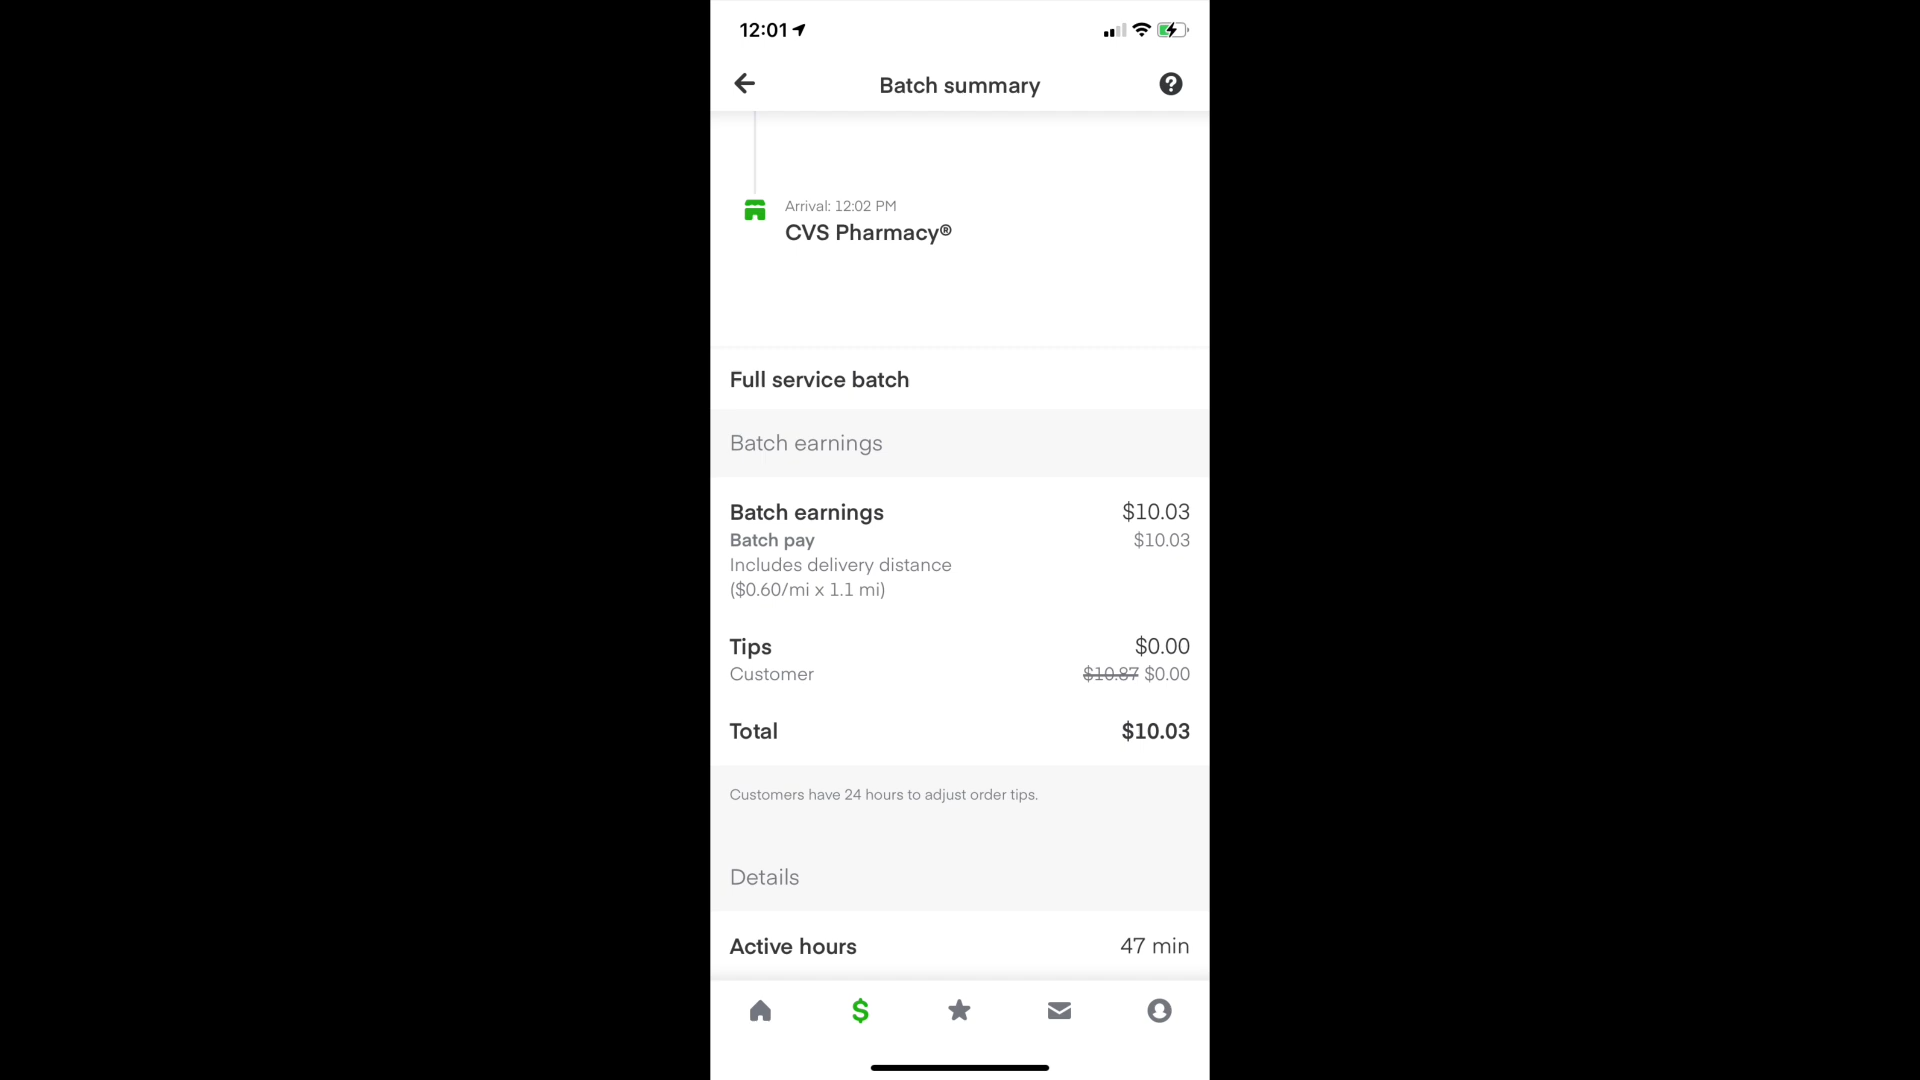 12:01
Batch summary
Arrival: 12:02 PM
CVS Pharmacy®
Full service batch
Batch earnings
Batch earnings $10.03
Batch pay $10.03
Includes delivery distance
($0.60/mi x 1.1 mi)
Tips $0.00
Customer $10.87 $0.00
Total $10.03
Customers have 24 hours to adjust order tips.
Details
Active hours 47 min